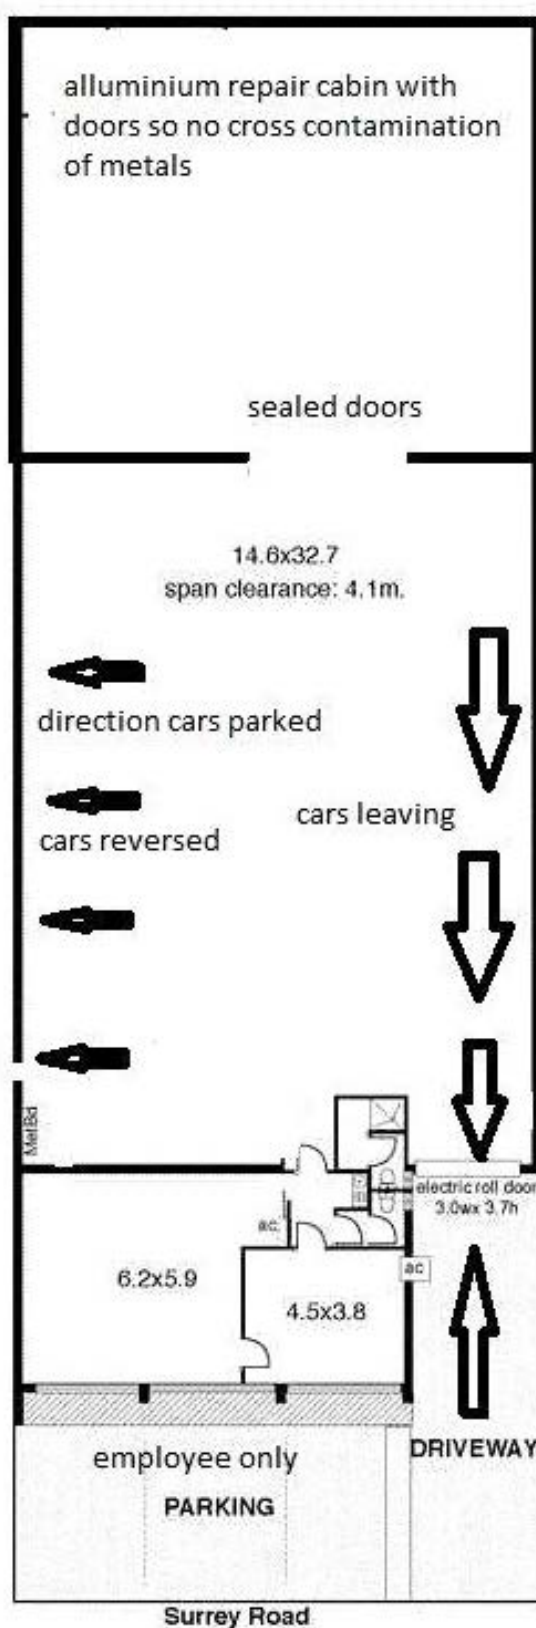 alluminium repair cabin with
doors so no cross contamination
of metals
sealed doors
14.6x32.7
span clearance: 4.1m.
direction cars parked
cars leaving
cars reversed
MetBd
electric roll door
3.0wx 3.7h
ac
ac
6.2x5.9
4.5x3.8
DRIVEWAY
employee only
PARKING
Surrey Road